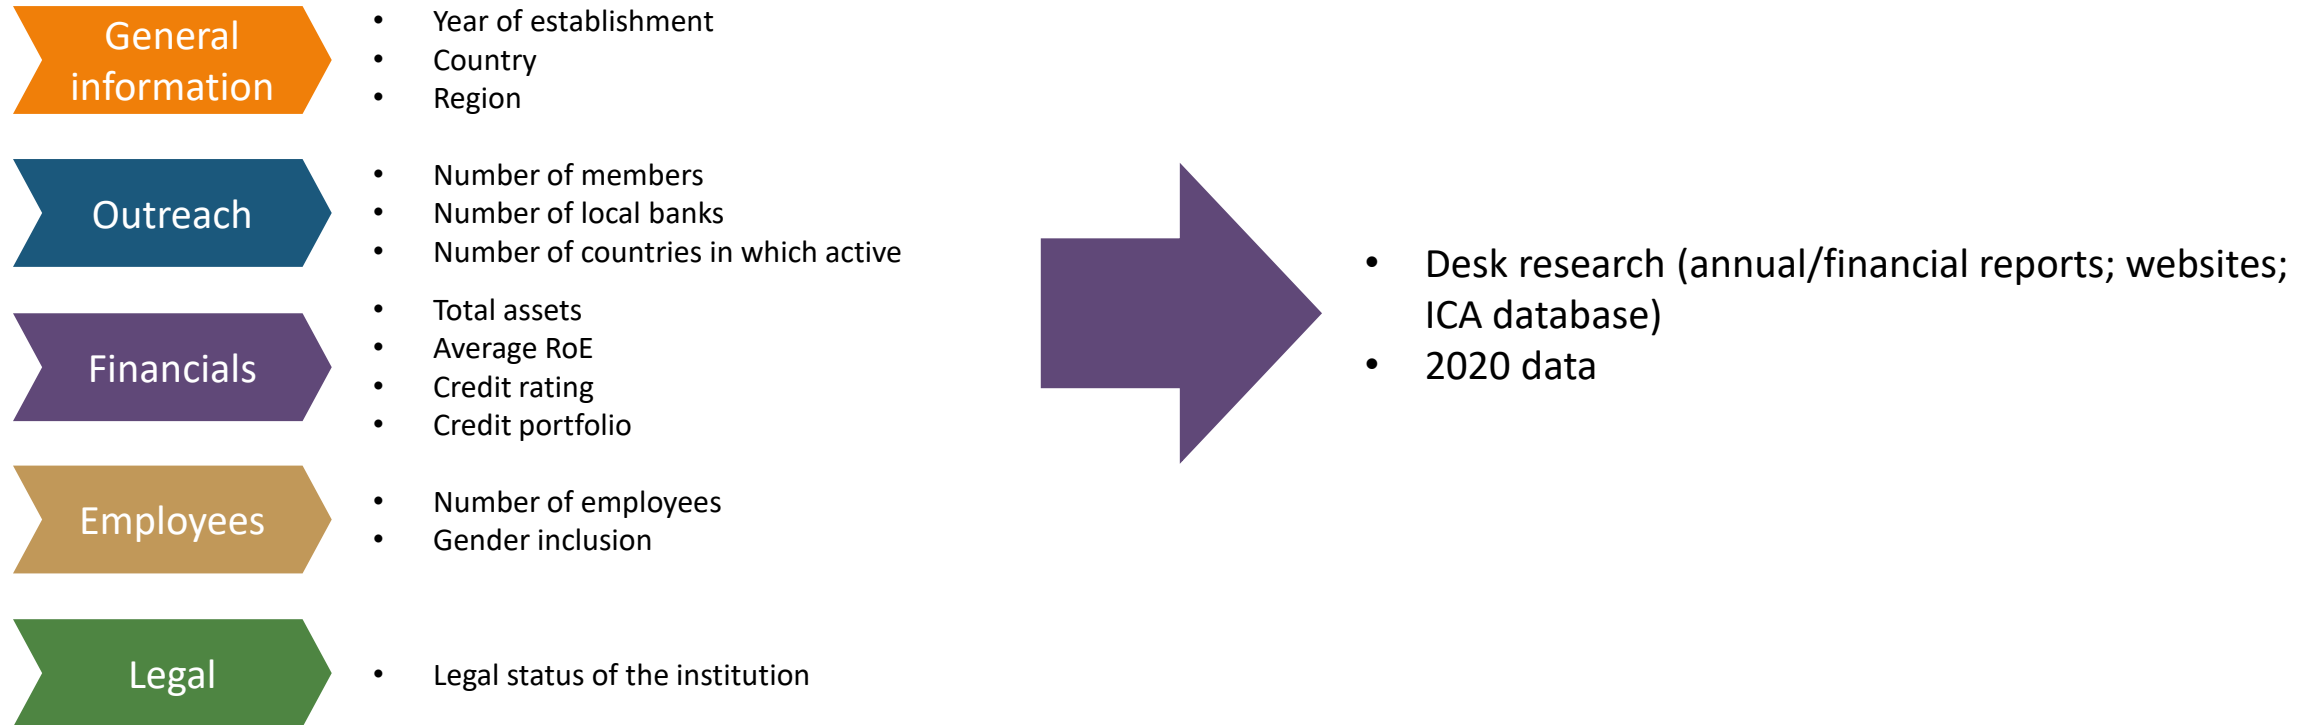 General
information
• Year of establishment
• Country
• Region
Outreach
• Number of members
• Number of local banks
• Number of countries in which active
Financials
• Total assets
• Average RoE
• Credit rating
• Credit portfolio
Employees
• Number of employees
• Gender inclusion
Legal
• Legal status of the institution
• Desk research (annual/financial reports; websites;
ICA database)
• 2020 data